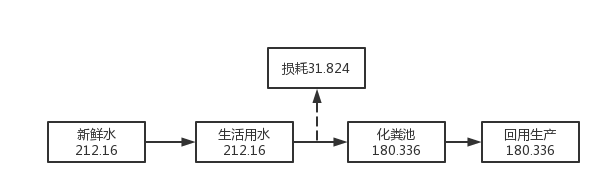 损耗31.824
新鲜水
212.16
生活用水
212.16
化粪池
180.336
回用生产
180.336